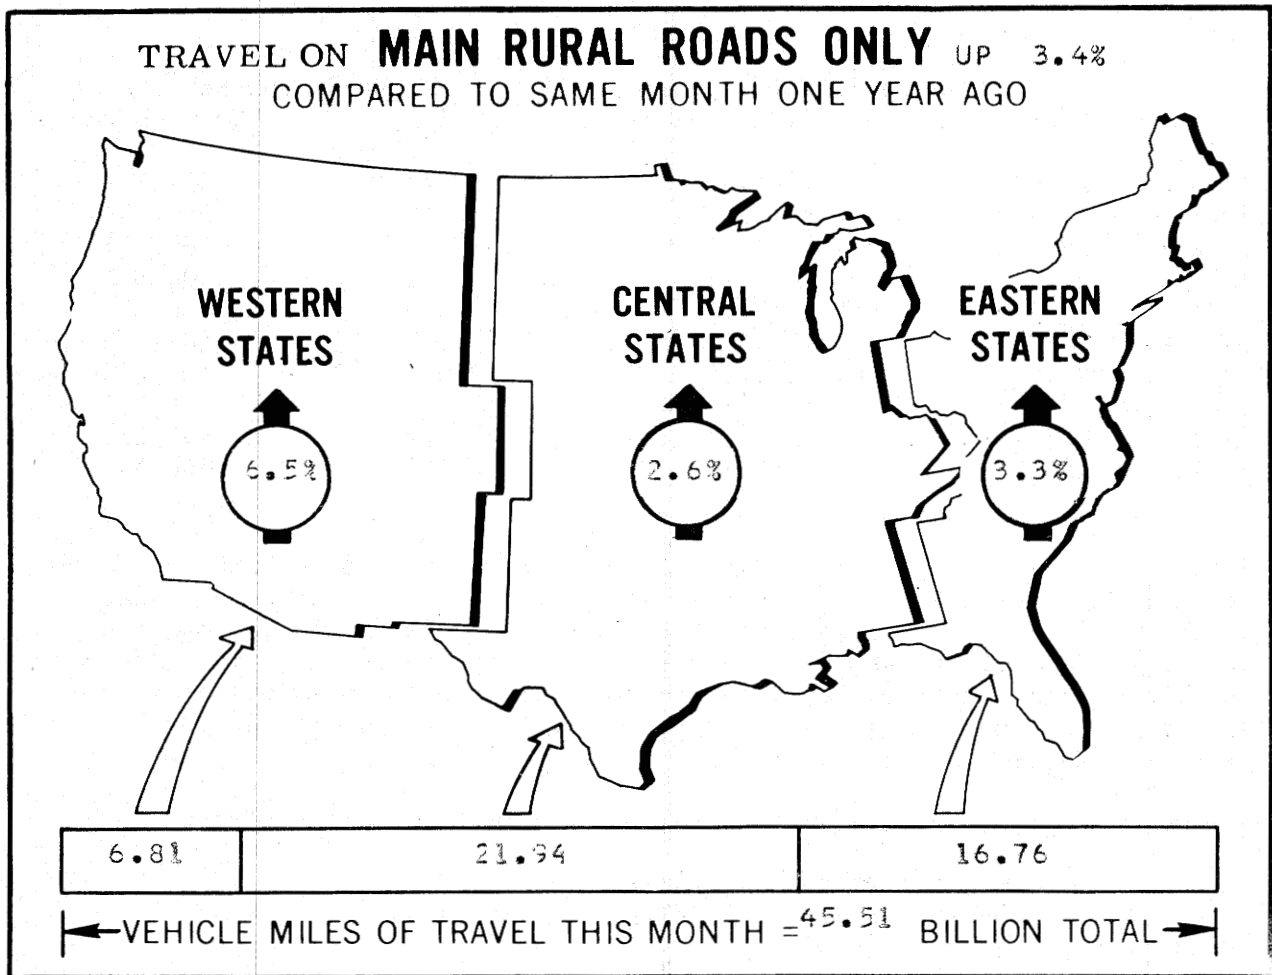 TRAVEL ON MAIN RURAL ROADS ONLY UP 3.4%
COMPARED TO SAME MONTH ONE YEAR AGO
WESTERN
STATES
6.5%
CENTRAL
STATES
2.6%
EASTERN
STATES
3.3%
6.81 21.94 16.76
VEHICLE MILES OF TRAVEL THIS MONTH = 45.51 BILLION TOTAL